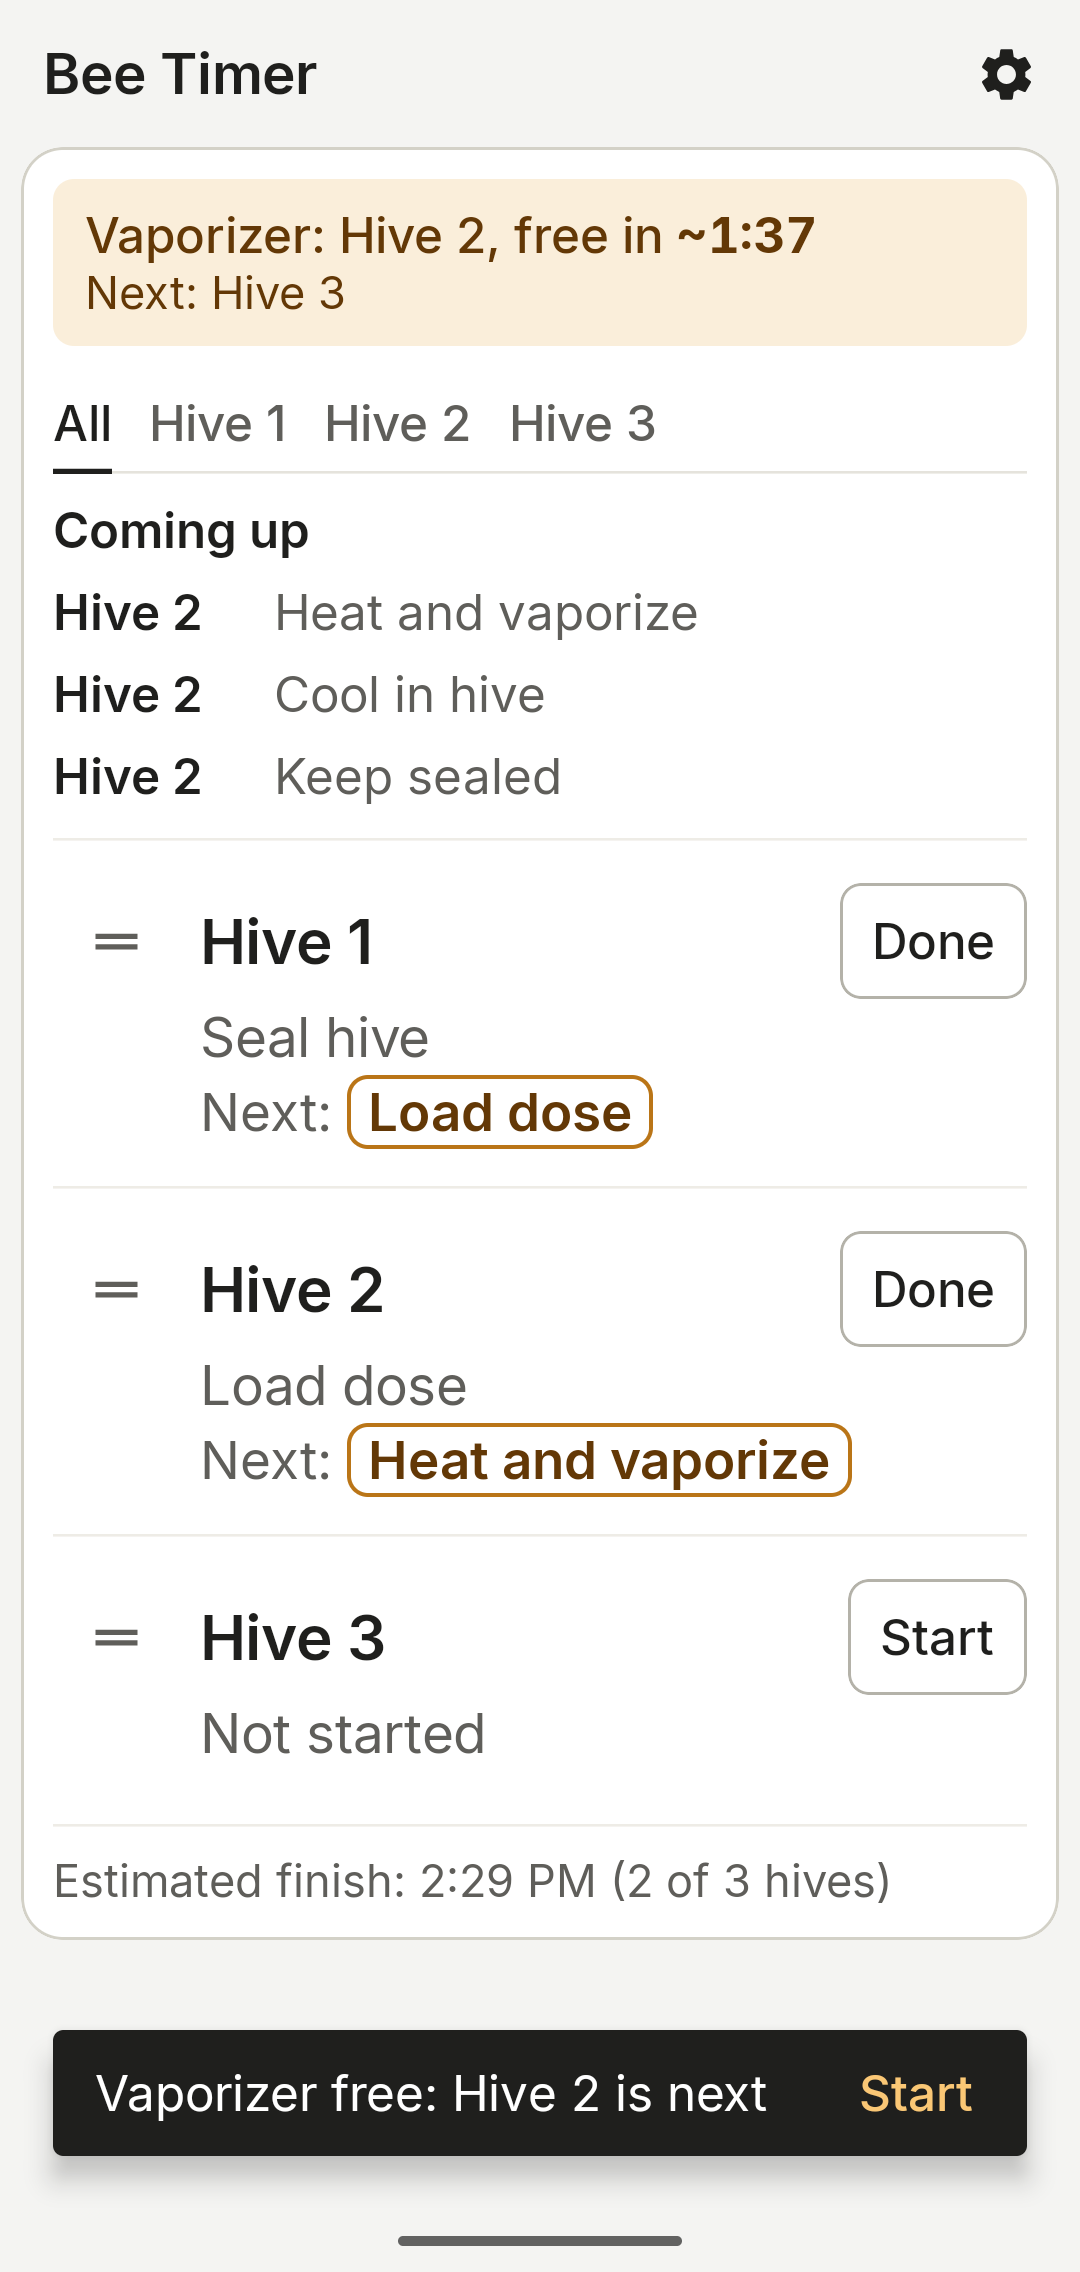 Bee Timer
Vaporizer: Hive 2, free in ~1:37
Next: Hive 3
All Hive 1 Hive 2 Hive 3
Coming up
Hive 2 Heat and vaporize
Hive 2 Cool in hive
Hive 2 Keep sealed
Hive 1 Done
Seal hive
Next: Load dose
Hive 2 Done
Load dose
Next: Heat and vaporize
Hive 3 Start
Not started
Estimated finish: 2:29 PM (2 of 3 hives)
Vaporizer free: Hive 2 is next Start